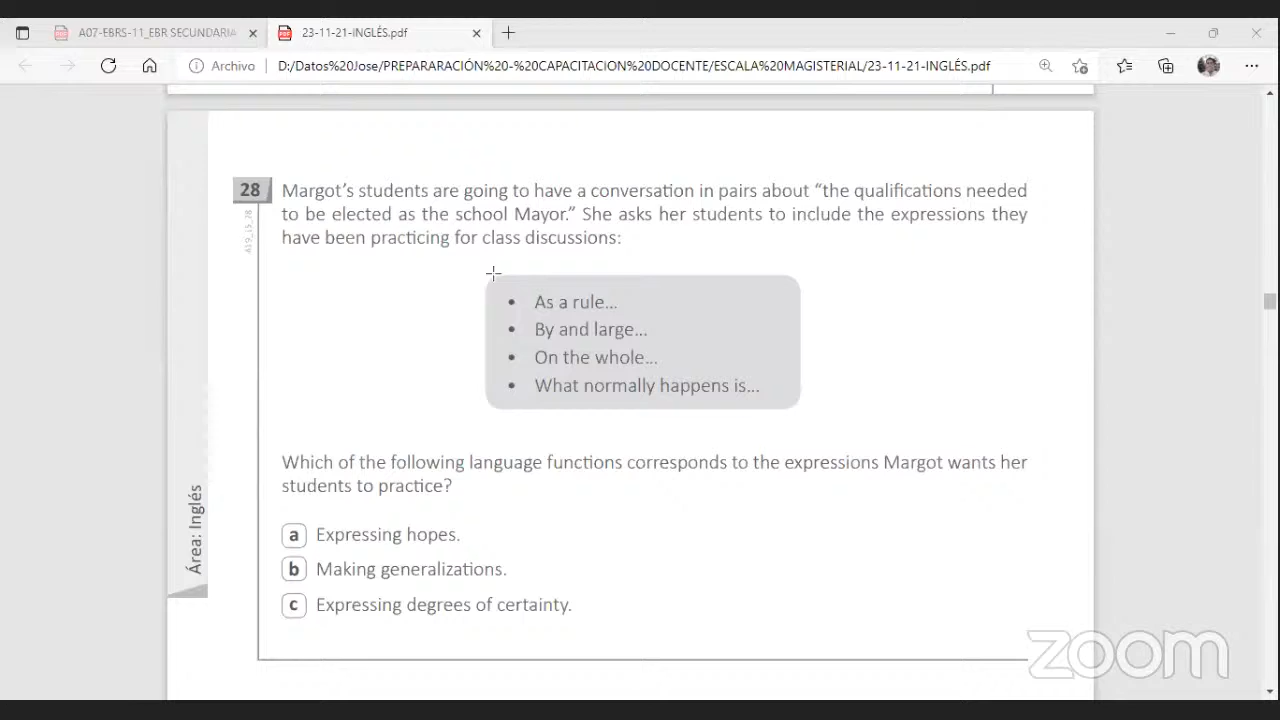 A07-EBRS-11_EBR SECUNDARIA
23-11-21-INGLÉS.pdf
Archivo
D:/Datos%20Jose/PREPARARACIÓN%20-%20CAPACITACION%20DOCENTE/ESCALA%20MAGISTERIAL/23-11-21-INGLÉS.pdf
28
Margot’s students are going to have a conversation in pairs about “the qualifications needed
to be elected as the school Mayor.” She asks her students to include the expressions they
have been practicing for class discussions:
A19_15_28
• As a rule...
• By and large...
• On the whole...
• What normally happens is...
Which of the following language functions corresponds to the expressions Margot wants her
students to practice?
a Expressing hopes.
b Making generalizations.
c Expressing degrees of certainty.
Área: Inglés
zoom